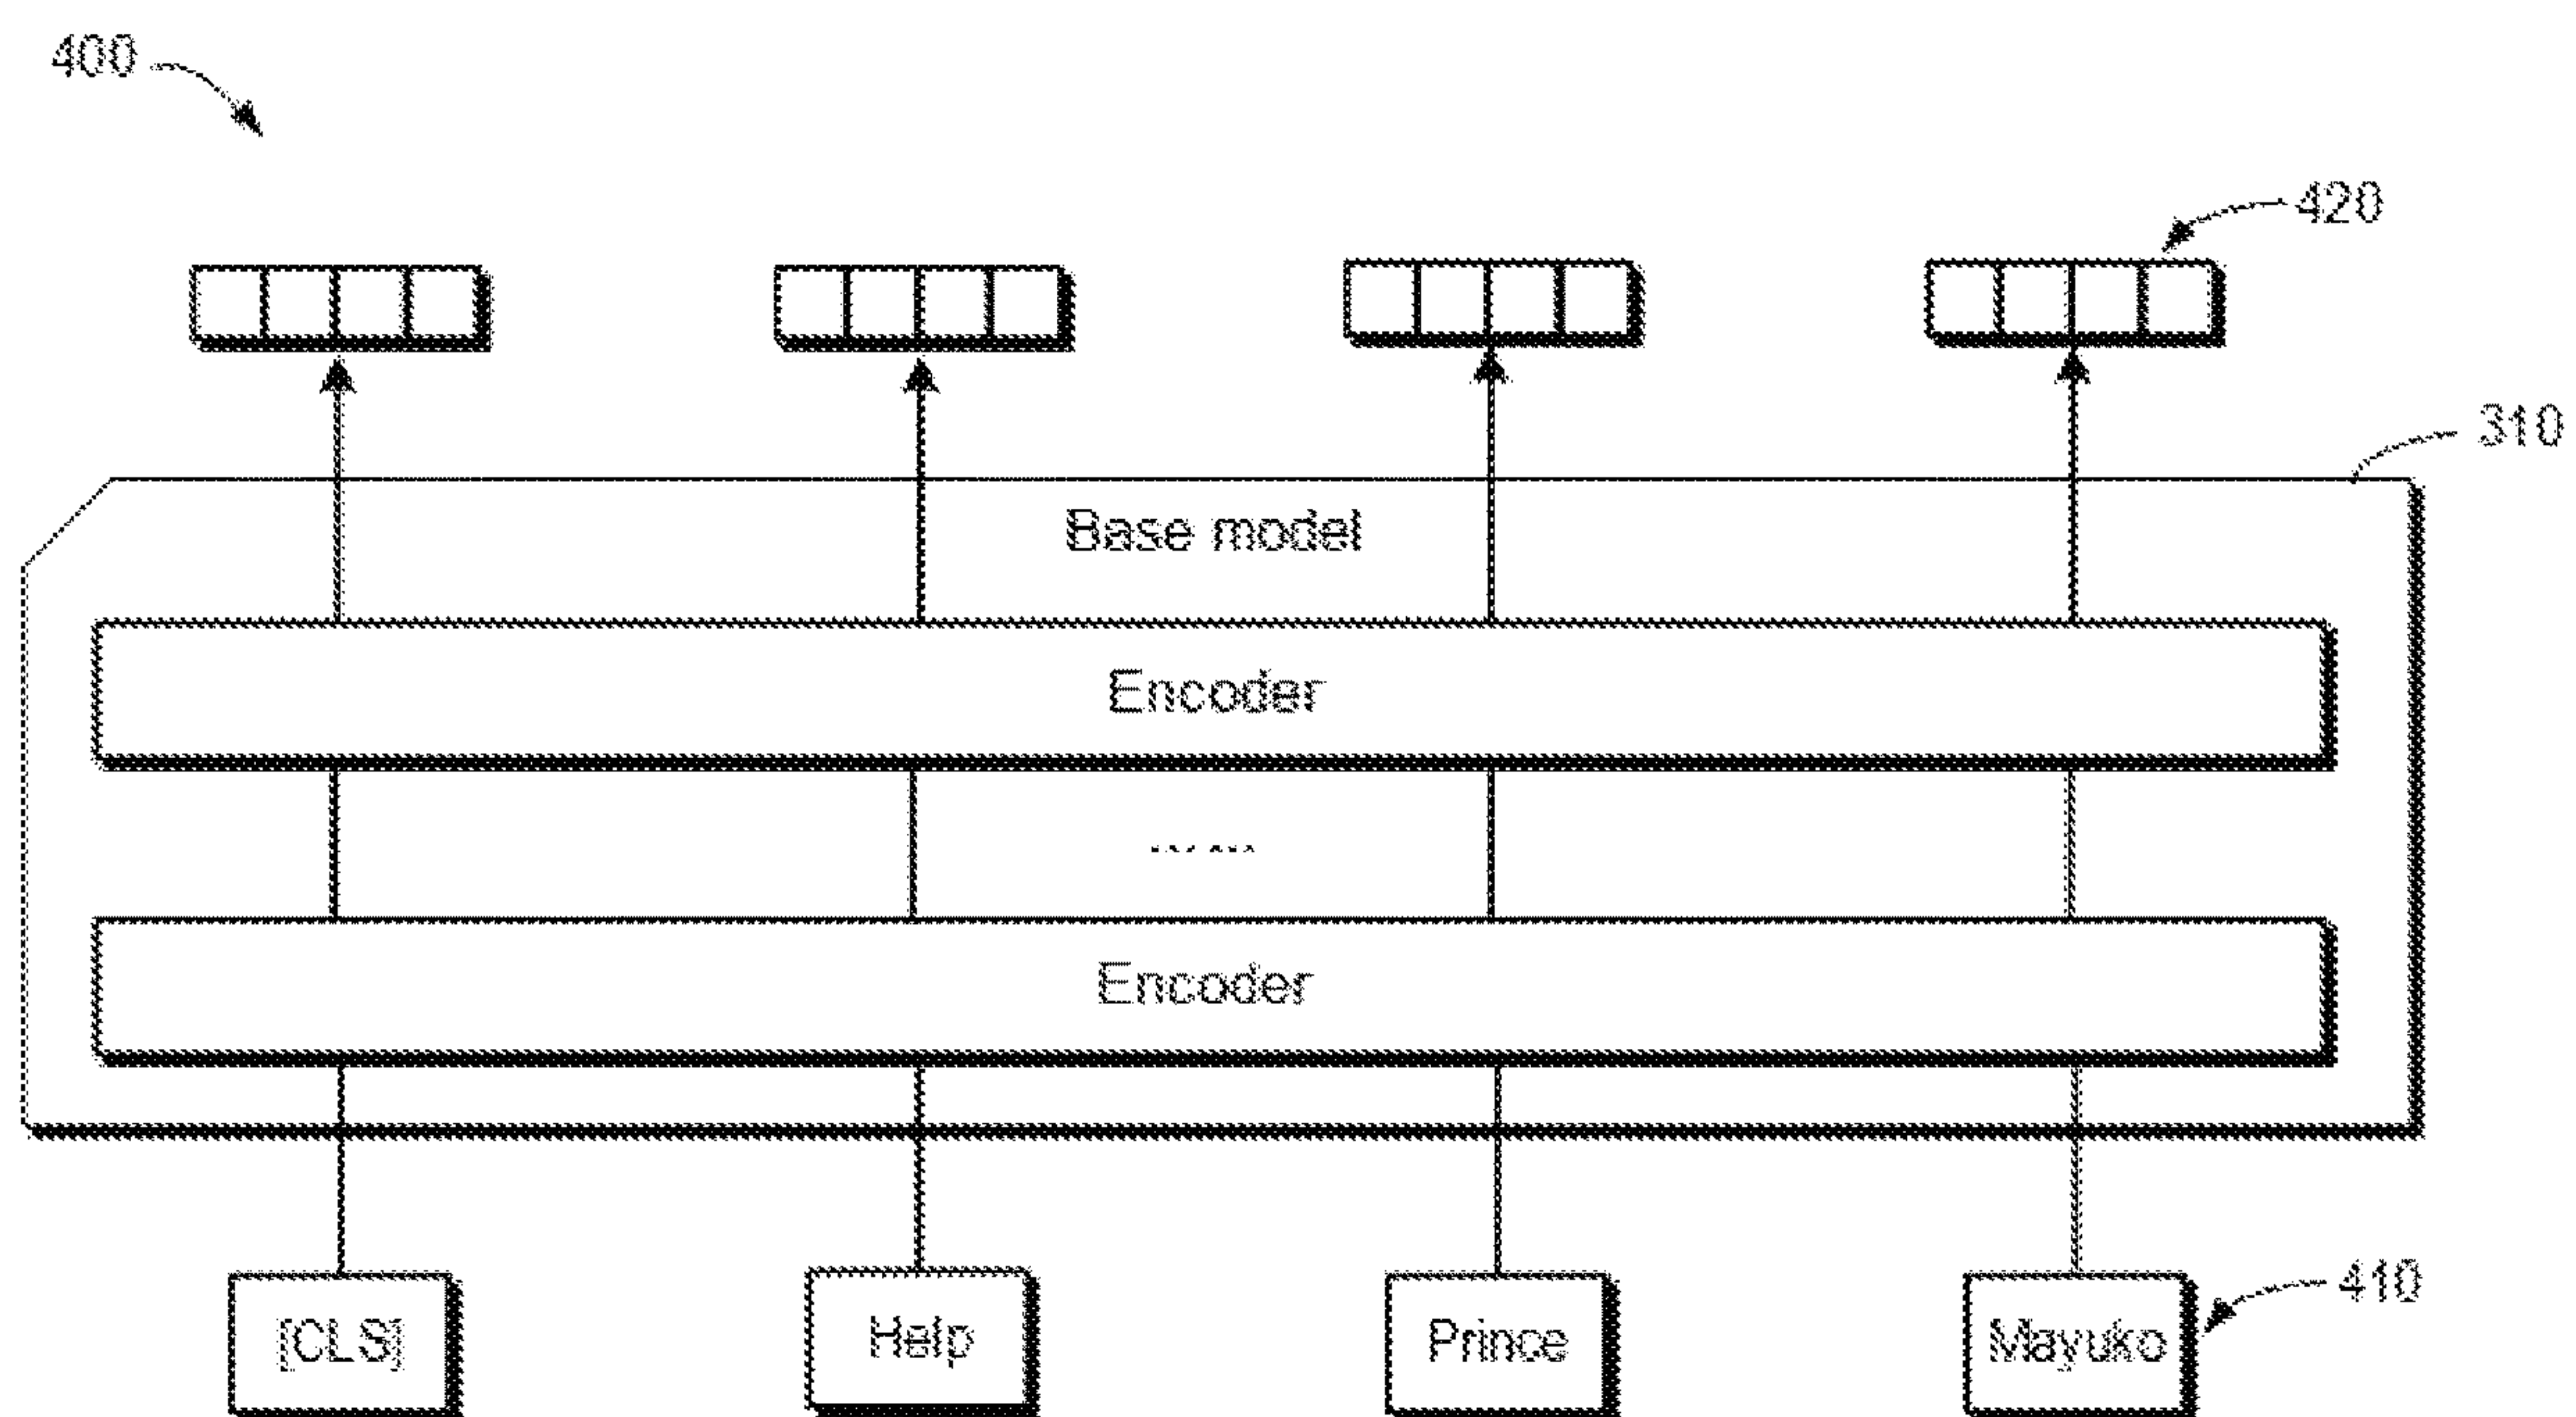 400
420
310
Base model
Encoder
... ...
Encoder
410
[CLS] Help Prince Mayuko